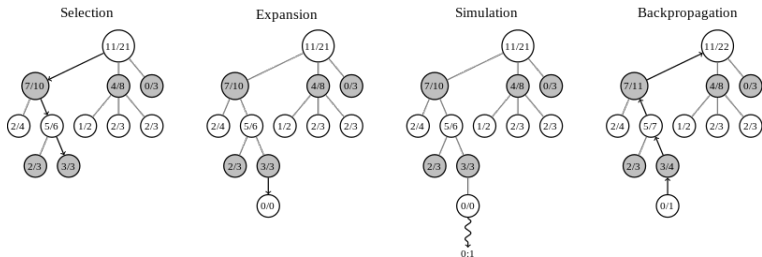 Selection
11/21
7/10 4/8 0/3
2/4 5/6 1/2 2/3 2/3
2/3 3/3
Expansion
11/21
7/10 4/8 0/3
2/4 5/6 1/2 2/3 2/3
2/3 3/3
0/0
Simulation
11/21
7/10 4/8 0/3
2/4 5/6 1/2 2/3 2/3
2/3 3/3
0/0
0:1
Backpropagation
11/22
7/11 4/8 0/3
2/4 5/7 1/2 2/3 2/3
2/3 3/4
0/1